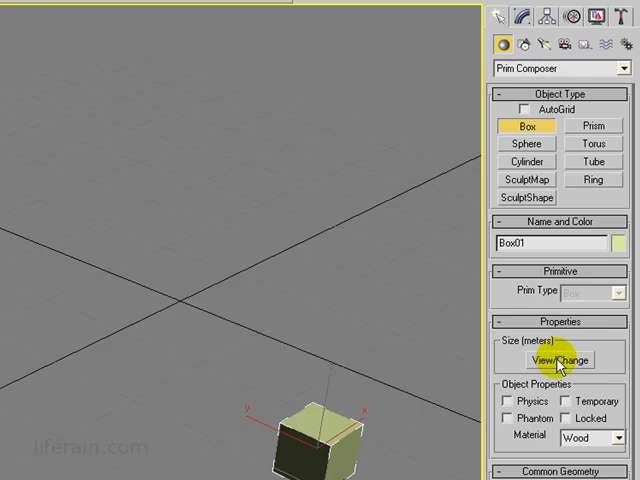 Prim Composer
- Object Type
AutoGrid
Box Prism
Sphere Torus
Cylinder Tube
SculptMap Ring
SculptShape
- Name and Color
Box01
- Primitive
Prim Type Box
- Properties
Size (meters)
View/Change
Object Properties
Physics Temporary
Phantom Locked
Material Wood
- Common Geometry
y x
liferain.com